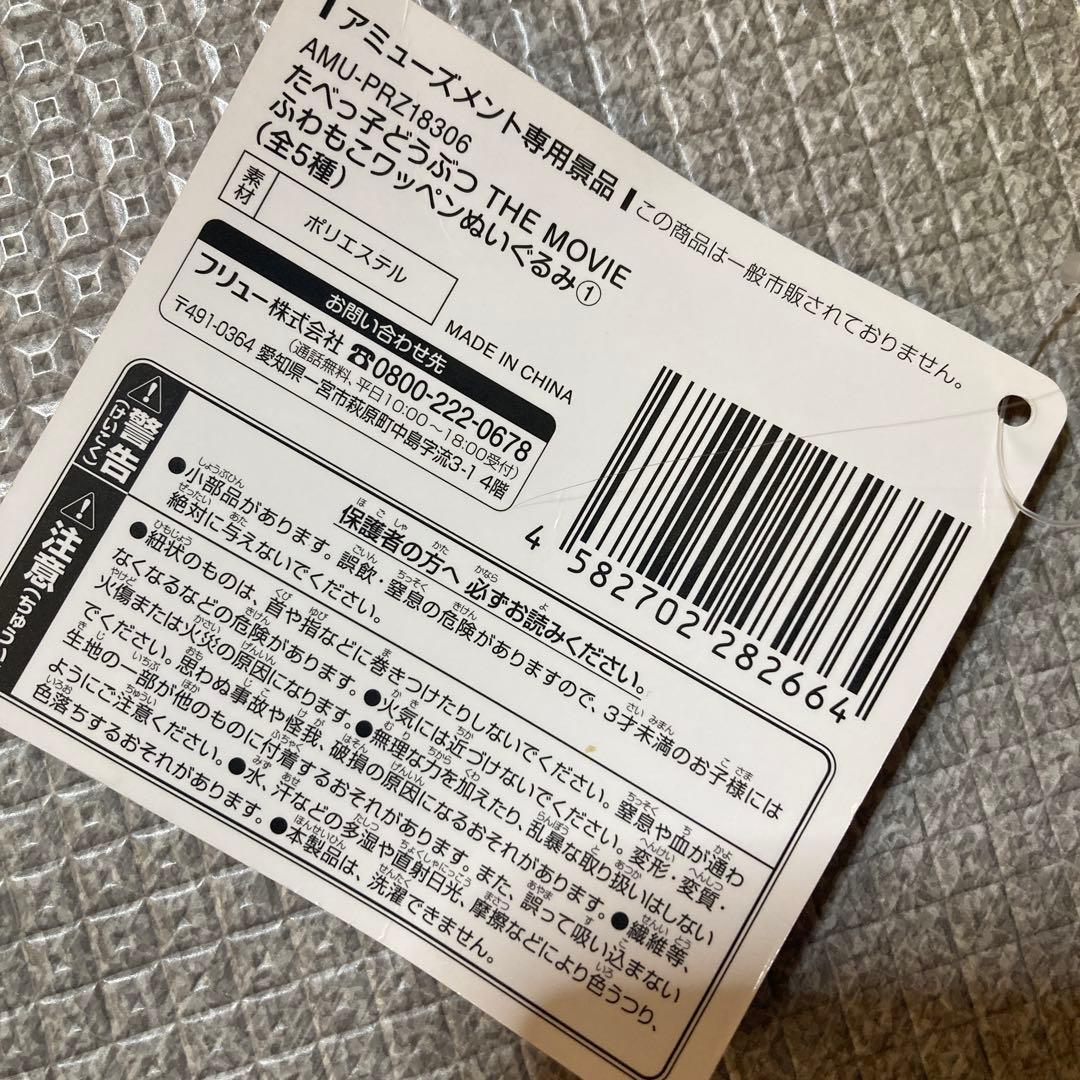 アミューズメント専用景品 この商品は一般市販されておりません。
AMU-PRZ18306
たべっ子どうぶつ THE MOVIE
ふわもこワッペンぬいぐるみ①
(全5種)
素材 ポリエステル
MADE IN CHINA
お問い合わせ先
フリュー株式会社 ☎0800-222-0678
(通話無料、平日10:00～18:00受付)
〒491-0364 愛知県一宮市萩原町中島字流3-1 4階
4 582702 282664
警告(けいこく)
保護者の方へ 必ずお読みください。
●小部品があります。誤飲・窒息の危険がありますので、3才未満のお子様には
絶対に与えないでください。
注意(ちゅう
●紐状のものは、首や指などに巻きつけたりしないでください。窒息や血が通わ
なくなるなどの危険があります。●火気には近づけないでください。変形・変質・
火傷または火災の原因になります。●無理な力を加えたり、乱暴な取り扱いはしない
でください。思わぬ事故や怪我、破損の原因になるおそれがあります。●繊維等、
生地の一部が他のものに付着するおそれがあります。また、誤って吸い込まない
ようにご注意ください。●水、汗などの多湿や直射日光、摩擦などにより色うつり、
色落ちするおそれがあります。●本製品は、洗濯できません。